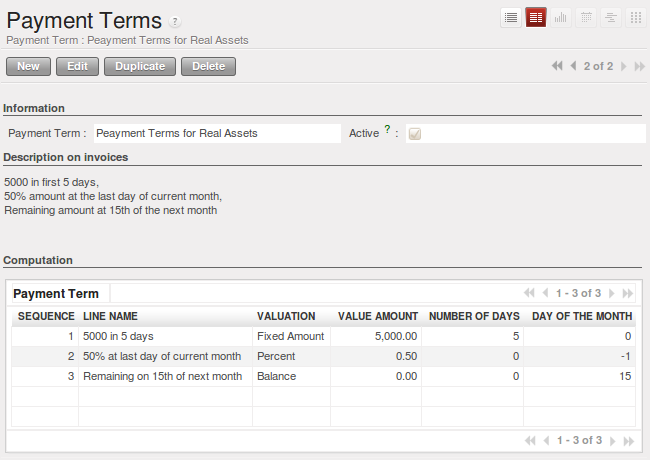 Payment Terms ?
Payment Term : Peayment Terms for Real Assets
New Edit Duplicate Delete 2 of 2
Information
Payment Term : Peayment Terms for Real Assets Active ? :
Description on invoices
5000 in first 5 days,
50% amount at the last day of current month,
Remaining amount at 15th of the next month
Computation
Payment Term 1 - 3 of 3
SEQUENCE LINE NAME VALUATION VALUE AMOUNT NUMBER OF DAYS DAY OF THE MONTH
1 5000 in 5 days Fixed Amount 5,000.00 5 0
2 50% at last day of current month Percent 0.50 0 -1
3 Remaining on 15th of next month Balance 0.00 0 15
1 - 3 of 3